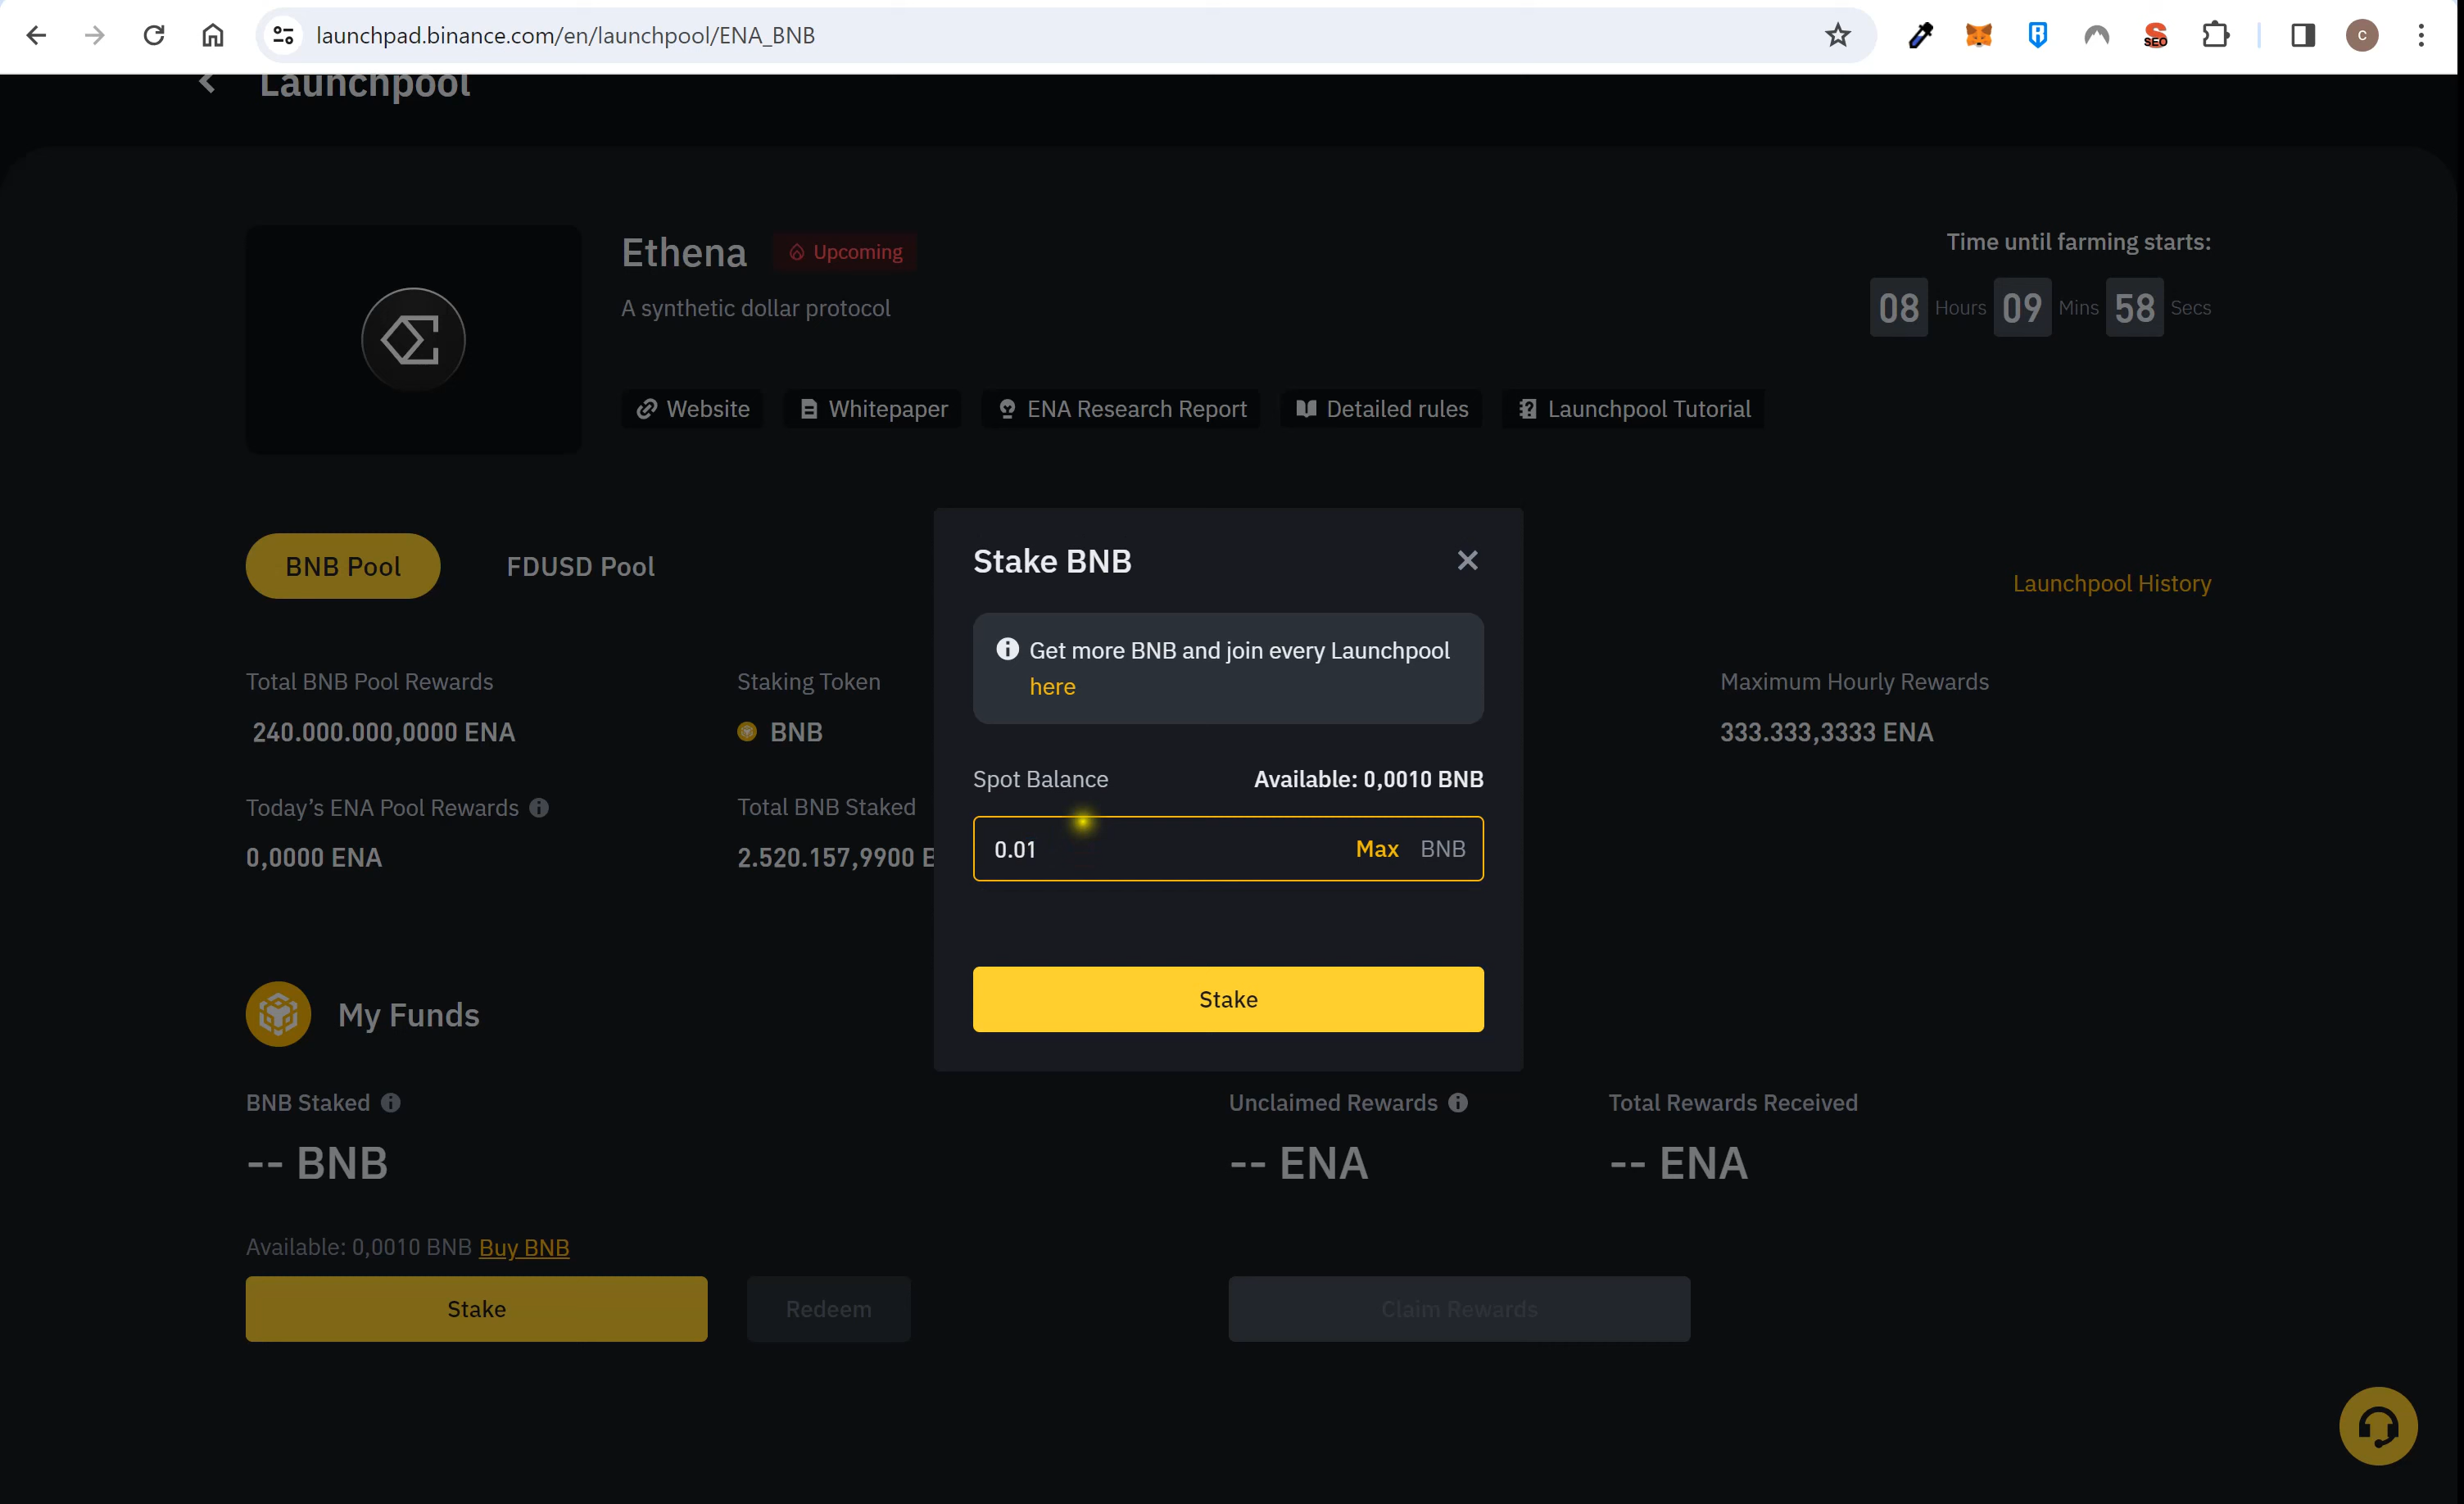 launchpad.binance.com/en/launchpool/ENA_BNB
SEO
C
Launchpool
Ethena
Upcoming
A synthetic dollar protocol
Time until farming starts:
08 Hours 09 Mins 58 Secs
Website
Whitepaper
ENA Research Report
Detailed rules
Launchpool Tutorial
BNB Pool
FDUSD Pool
Launchpool History
Total BNB Pool Rewards
240.000.000,0000 ENA
Staking Token
BNB
Maximum Hourly Rewards
333.333,3333 ENA
Today’s ENA Pool Rewards
0,0000 ENA
Total BNB Staked
2.520.157,9900
Stake BNB
Get more BNB and join every Launchpool
here
Spot Balance
Available: 0,0010 BNB
0.01
Max BNB
Stake
My Funds
BNB Staked
-- BNB
Unclaimed Rewards
-- ENA
Total Rewards Received
-- ENA
Available: 0,0010 BNB Buy BNB
Stake
Redeem
Claim Rewards